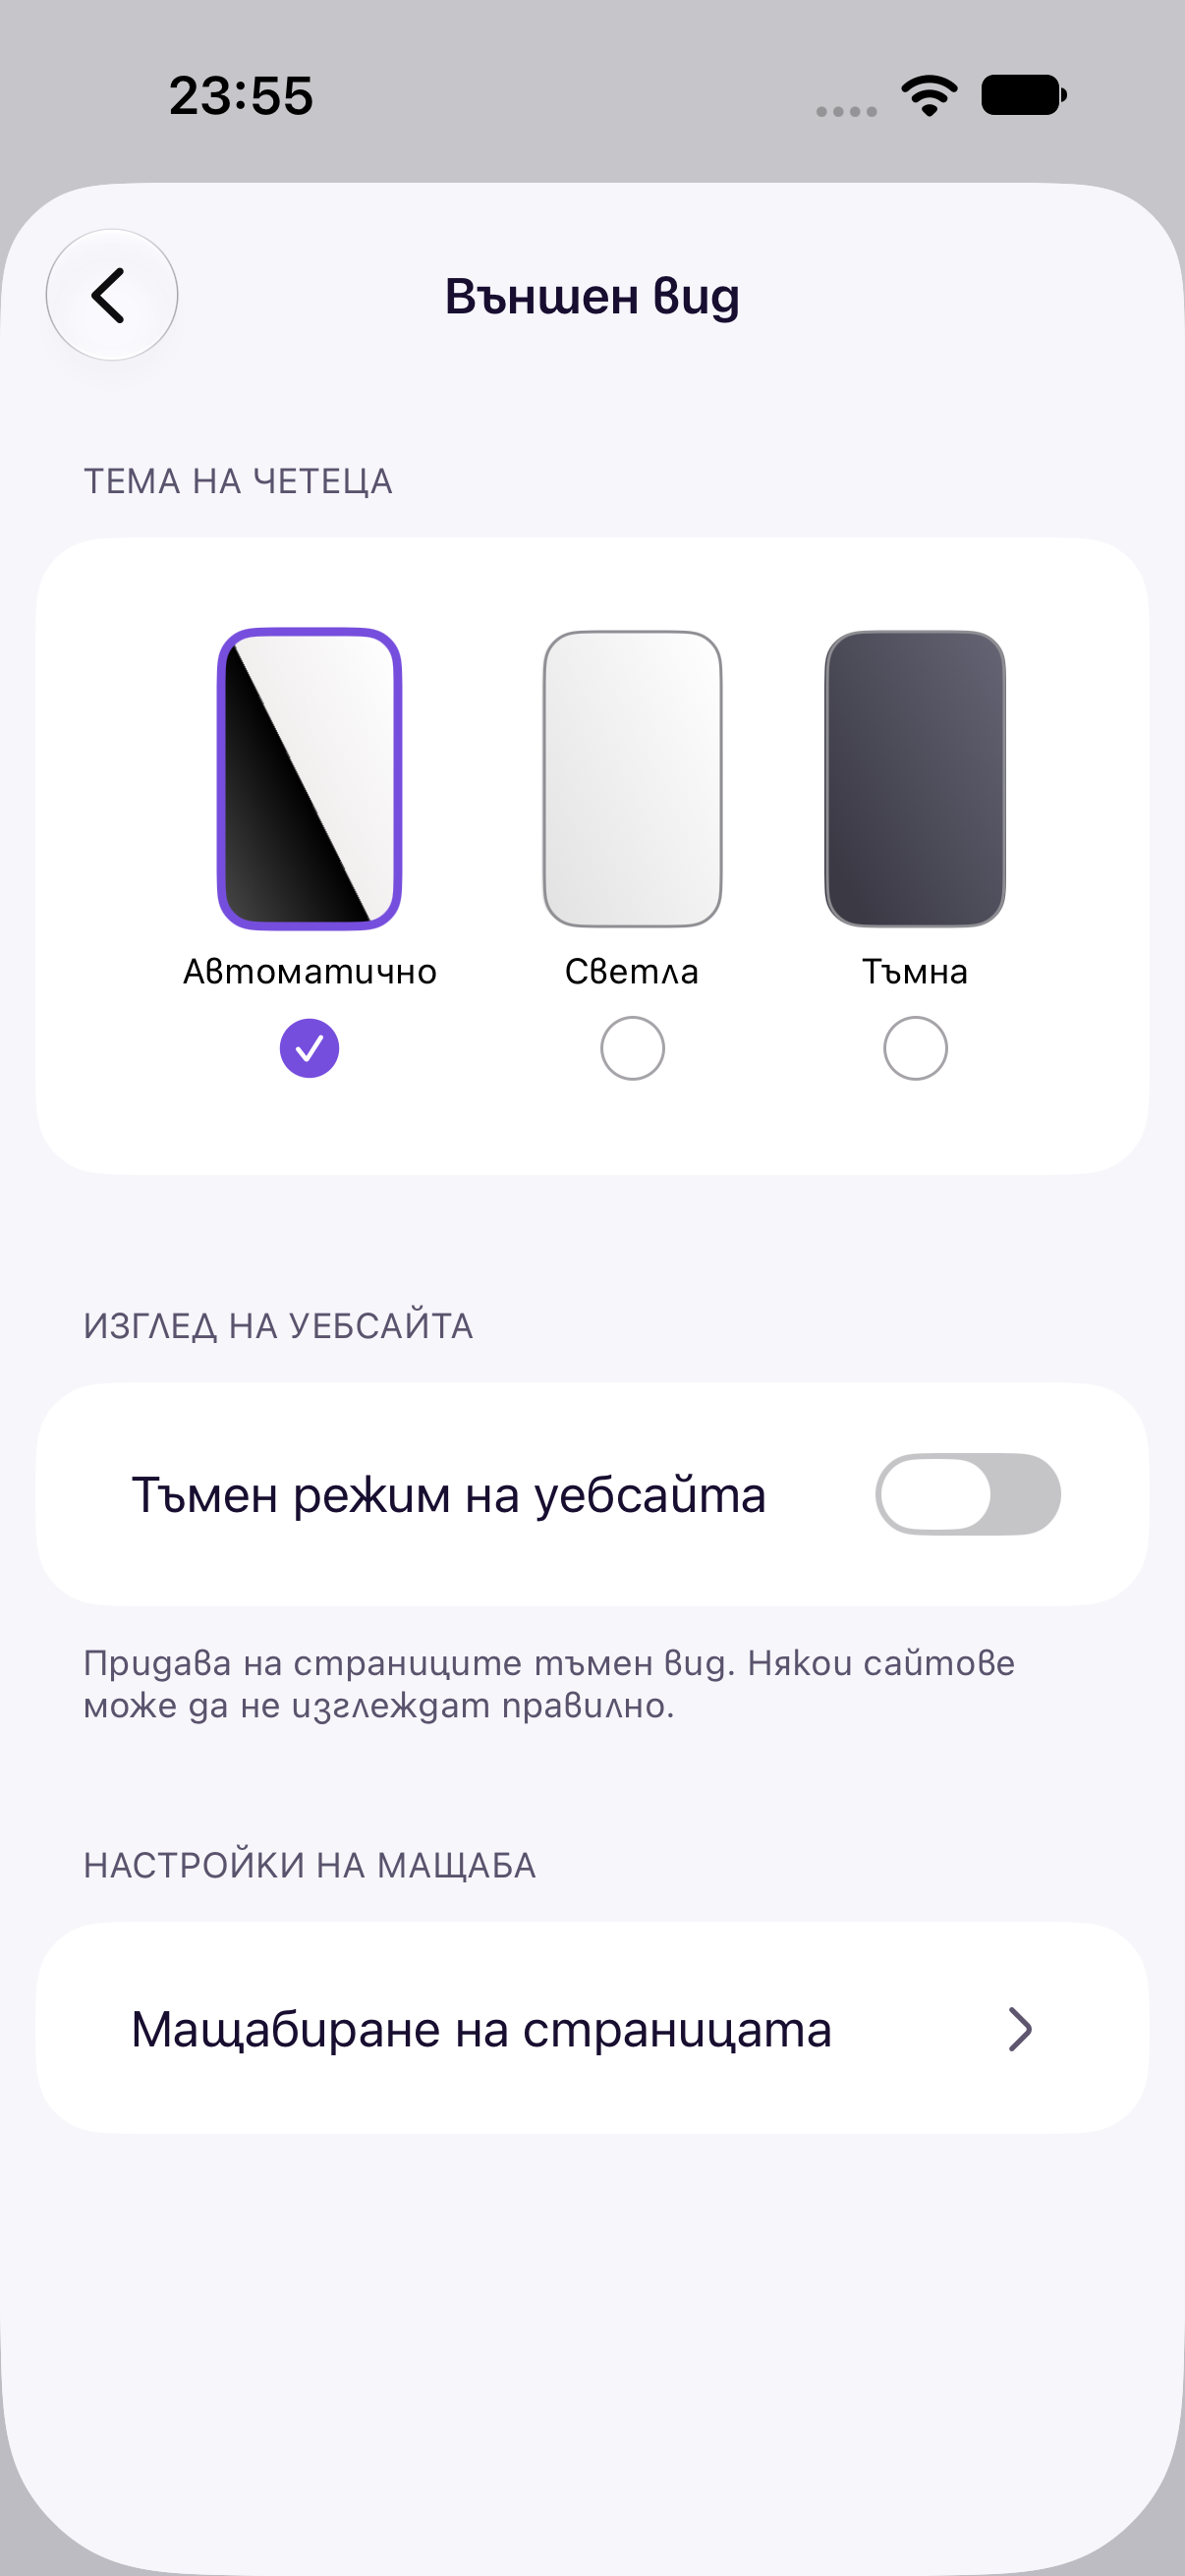 23:55
Външен вид
ТЕМА НА ЧЕТЕЦА
Автоматично
Светла
Тъмна
ИЗГЛЕД НА УЕБСАЙТА
Тъмен режим на уебсайта
Придава на страниците тъмен вид. Някои сайтове
може да не изглеждат правилно.
НАСТРОЙКИ НА МАЩАБА
Мащабиране на страницата